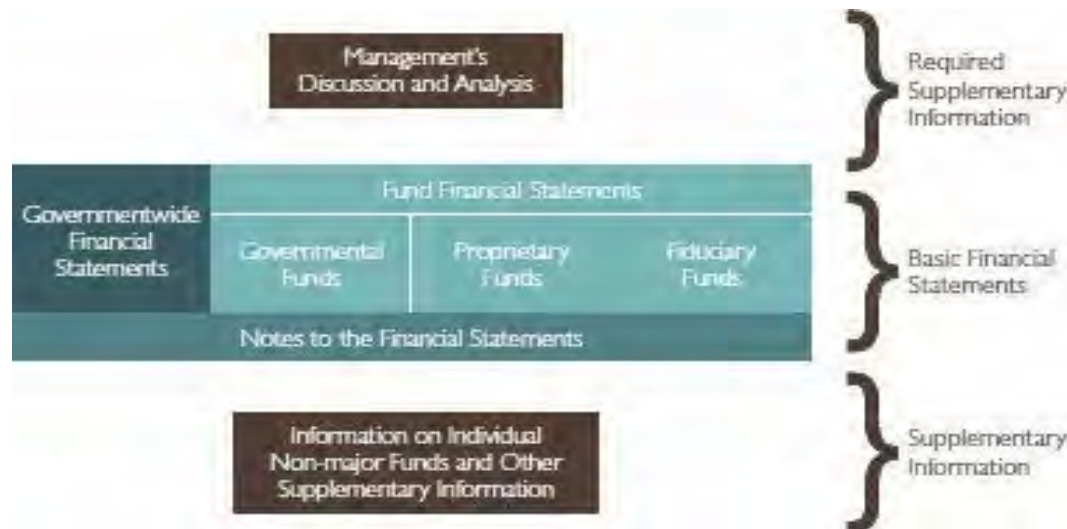 Management's
Discussion and Analysis
Required
Supplementary
Information
Governmentwide
Financial
Statements
Fund Financial Statements
Governmental
Funds
Proprietary
Funds
Fiduciary
Funds
Basic Financial
Statements
Notes to the Financial Statements
Information on Individual
Non-major Funds and Other
Supplementary Information
Supplementary
Information